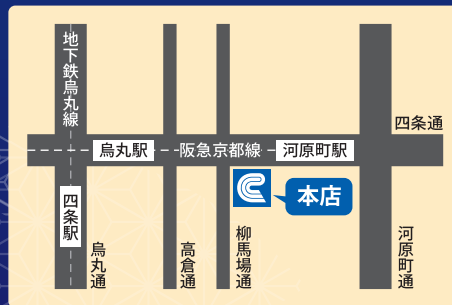 地下鉄烏丸線
四条通
烏丸駅
阪急京都線
河原町駅
本店
四条駅
烏丸通
高倉通
柳馬場通
河原町通